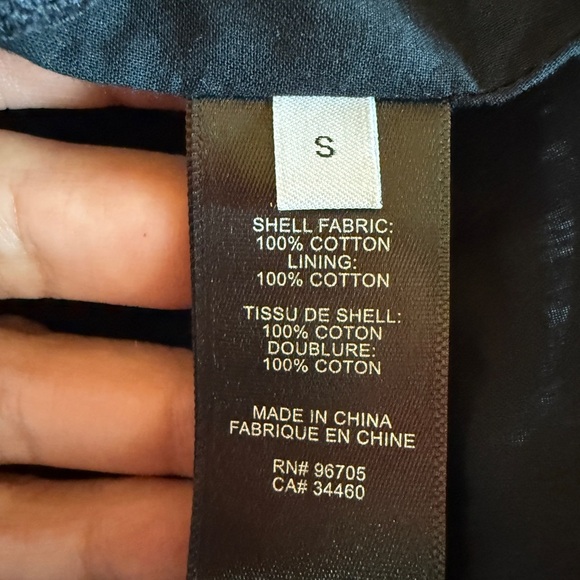 S
SHELL FABRIC:
100% COTTON
LINING:
100% COTTON
TISSU DE SHELL:
100% COTON
DOUBLURE:
100% COTON
MADE IN CHINA
FABRIQUE EN CHINE
RN# 96705
CA# 34460